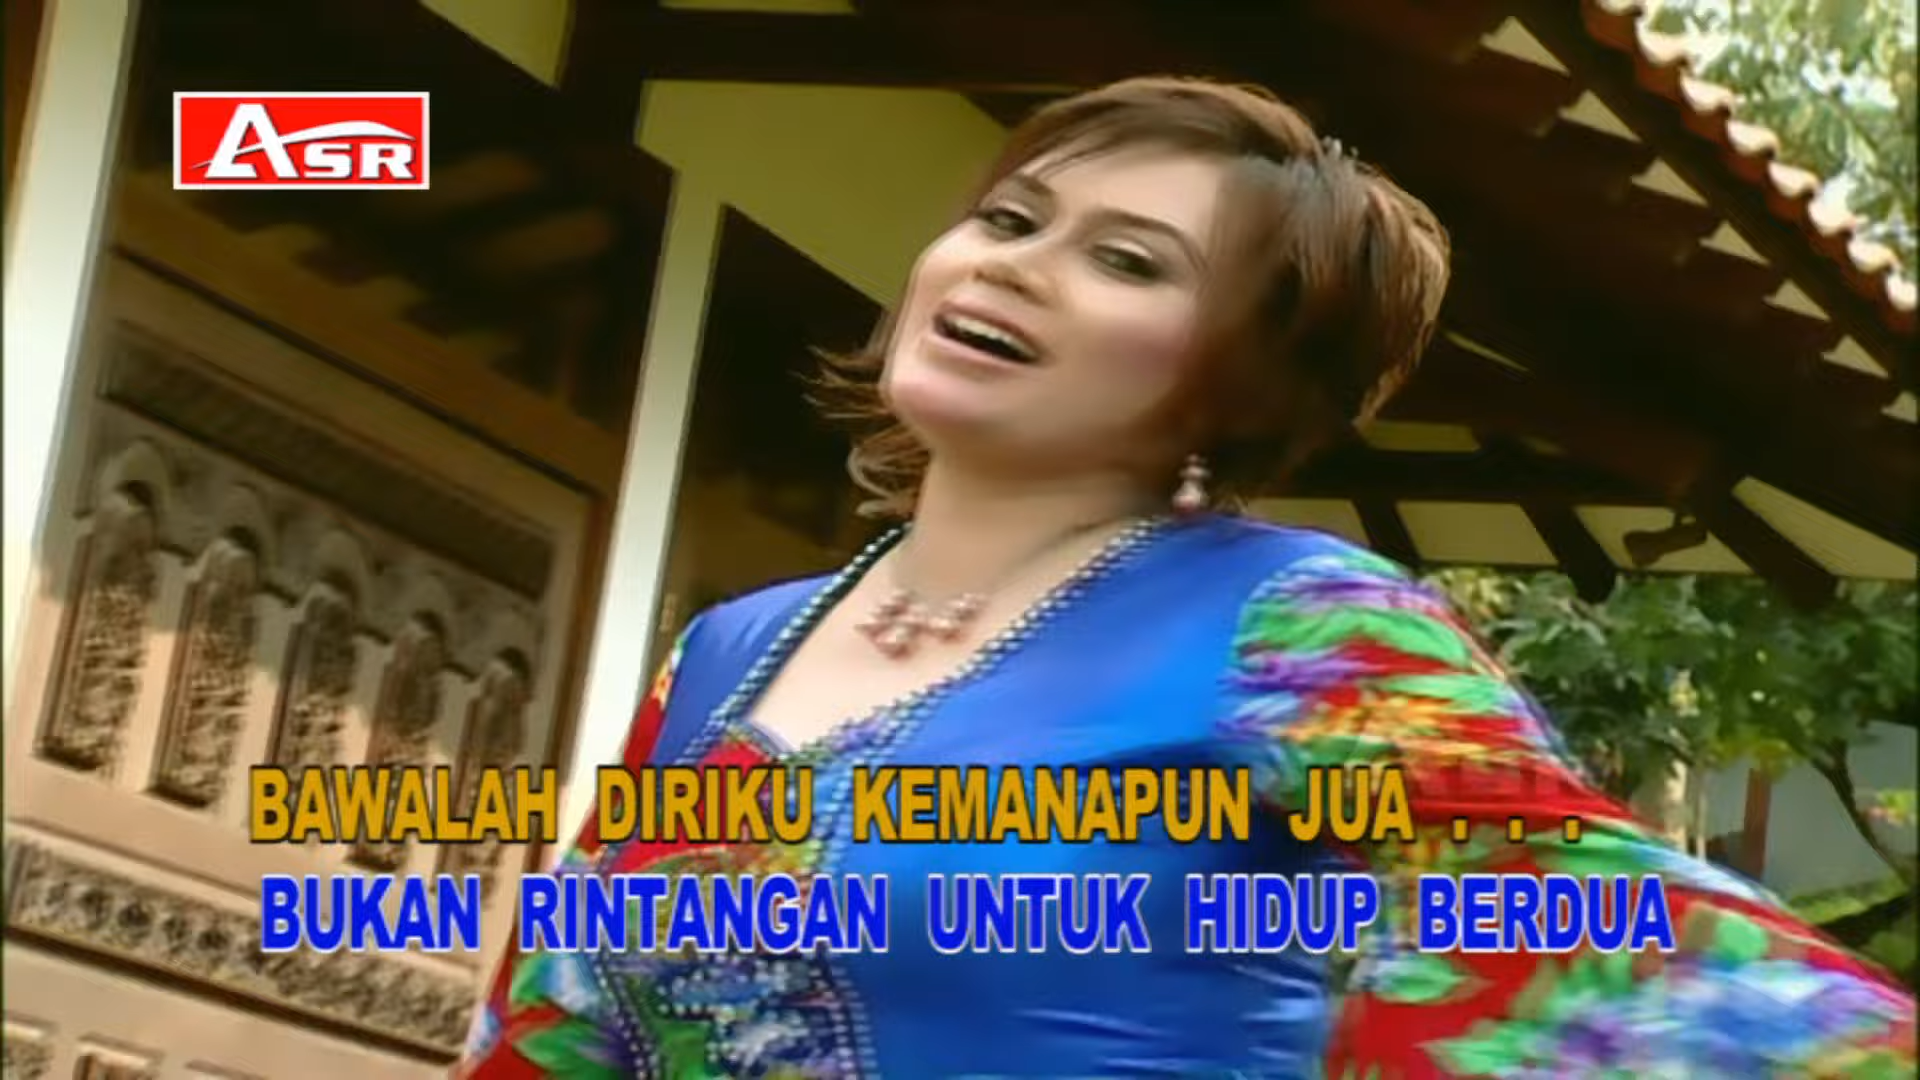 ASR
BAWALAH DIRIKU KEMANAPUN JUA . . .
BUKAN RINTANGAN UNTUK HIDUP BERDUA